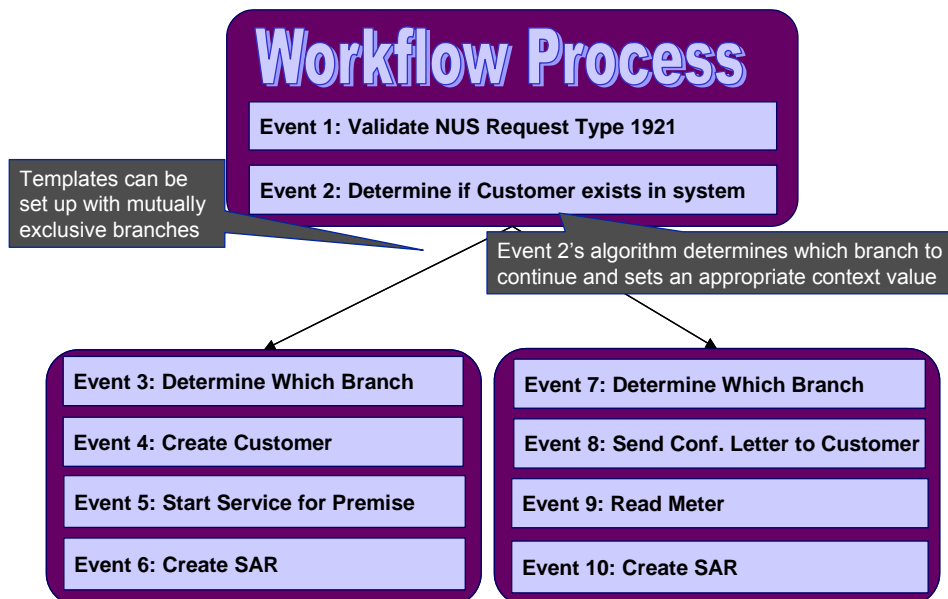 Workflow Process
Event 1: Validate NUS Request Type 1921
Event 2: Determine if Customer exists in system
Templates can be
set up with mutually
exclusive branches
Event 2’s algorithm determines which branch to
continue and sets an appropriate context value
Event 3: Determine Which Branch
Event 4: Create Customer
Event 5: Start Service for Premise
Event 6: Create SAR
Event 7: Determine Which Branch
Event 8: Send Conf. Letter to Customer
Event 9: Read Meter
Event 10: Create SAR